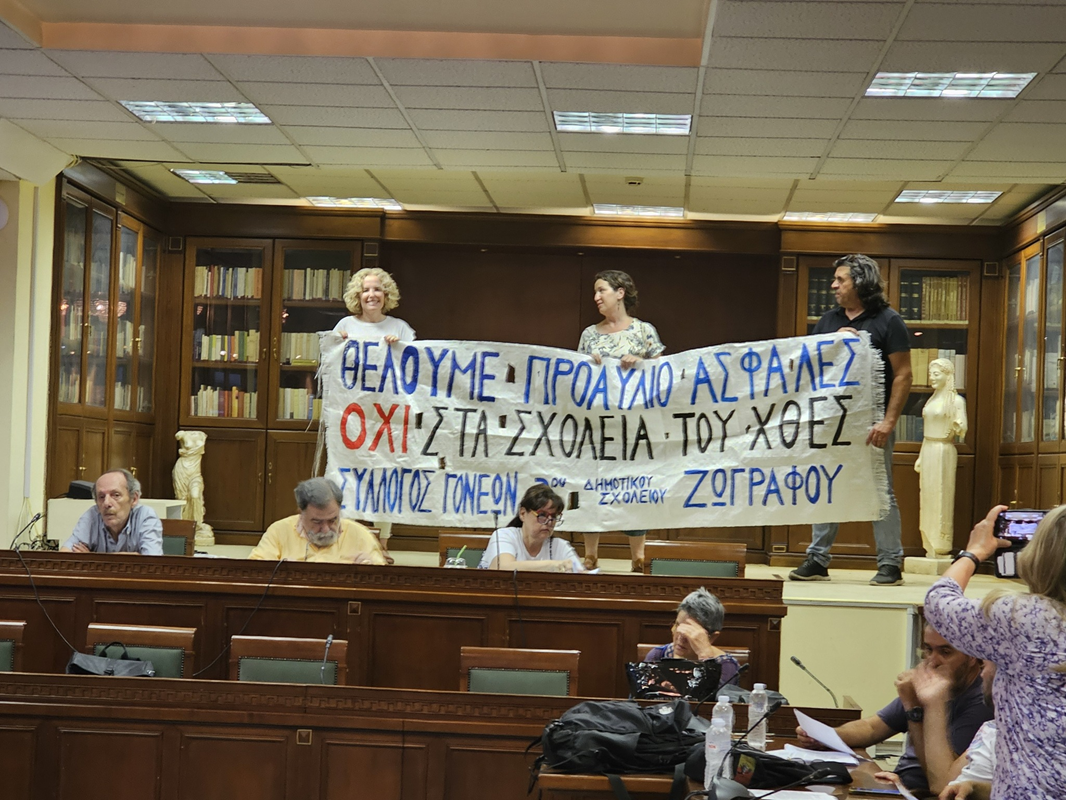 ΘΕΛΟΥΜΕ ΠΡΟΑΥΛΙΟ ΑΣΦΑΛΕΣ
ΟΧΙ ΣΤΑ ΣΧΟΛΕΙΑ ΤΟΥ ΧΘΕΣ
ΣΥΛΛΟΓΟΣ ΓΟΝΕΩΝ ΔΗΜΟΤΙΚΟΥ ΣΧΟΛΕΙΟΥ ΖΩΓΡΑΦΟΥ